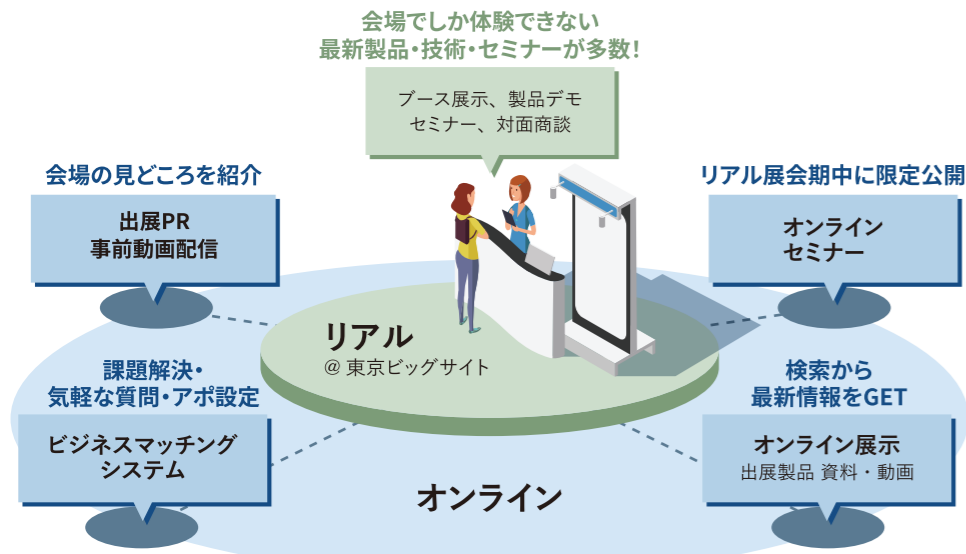 会場でしか体験できない
最新製品・技術・セミナーが多数！
ブース展示、製品デモ
セミナー、対面商談
会場の見どころを紹介
出展PR
事前動画配信
リアル展会期中に限定公開
オンライン
セミナー
リアル
@ 東京ビッグサイト
課題解決・
気軽な質問・アポ設定
ビジネスマッチング
システム
検索から
最新情報をGET
オンライン展示
出展製品 資料・動画
オンライン